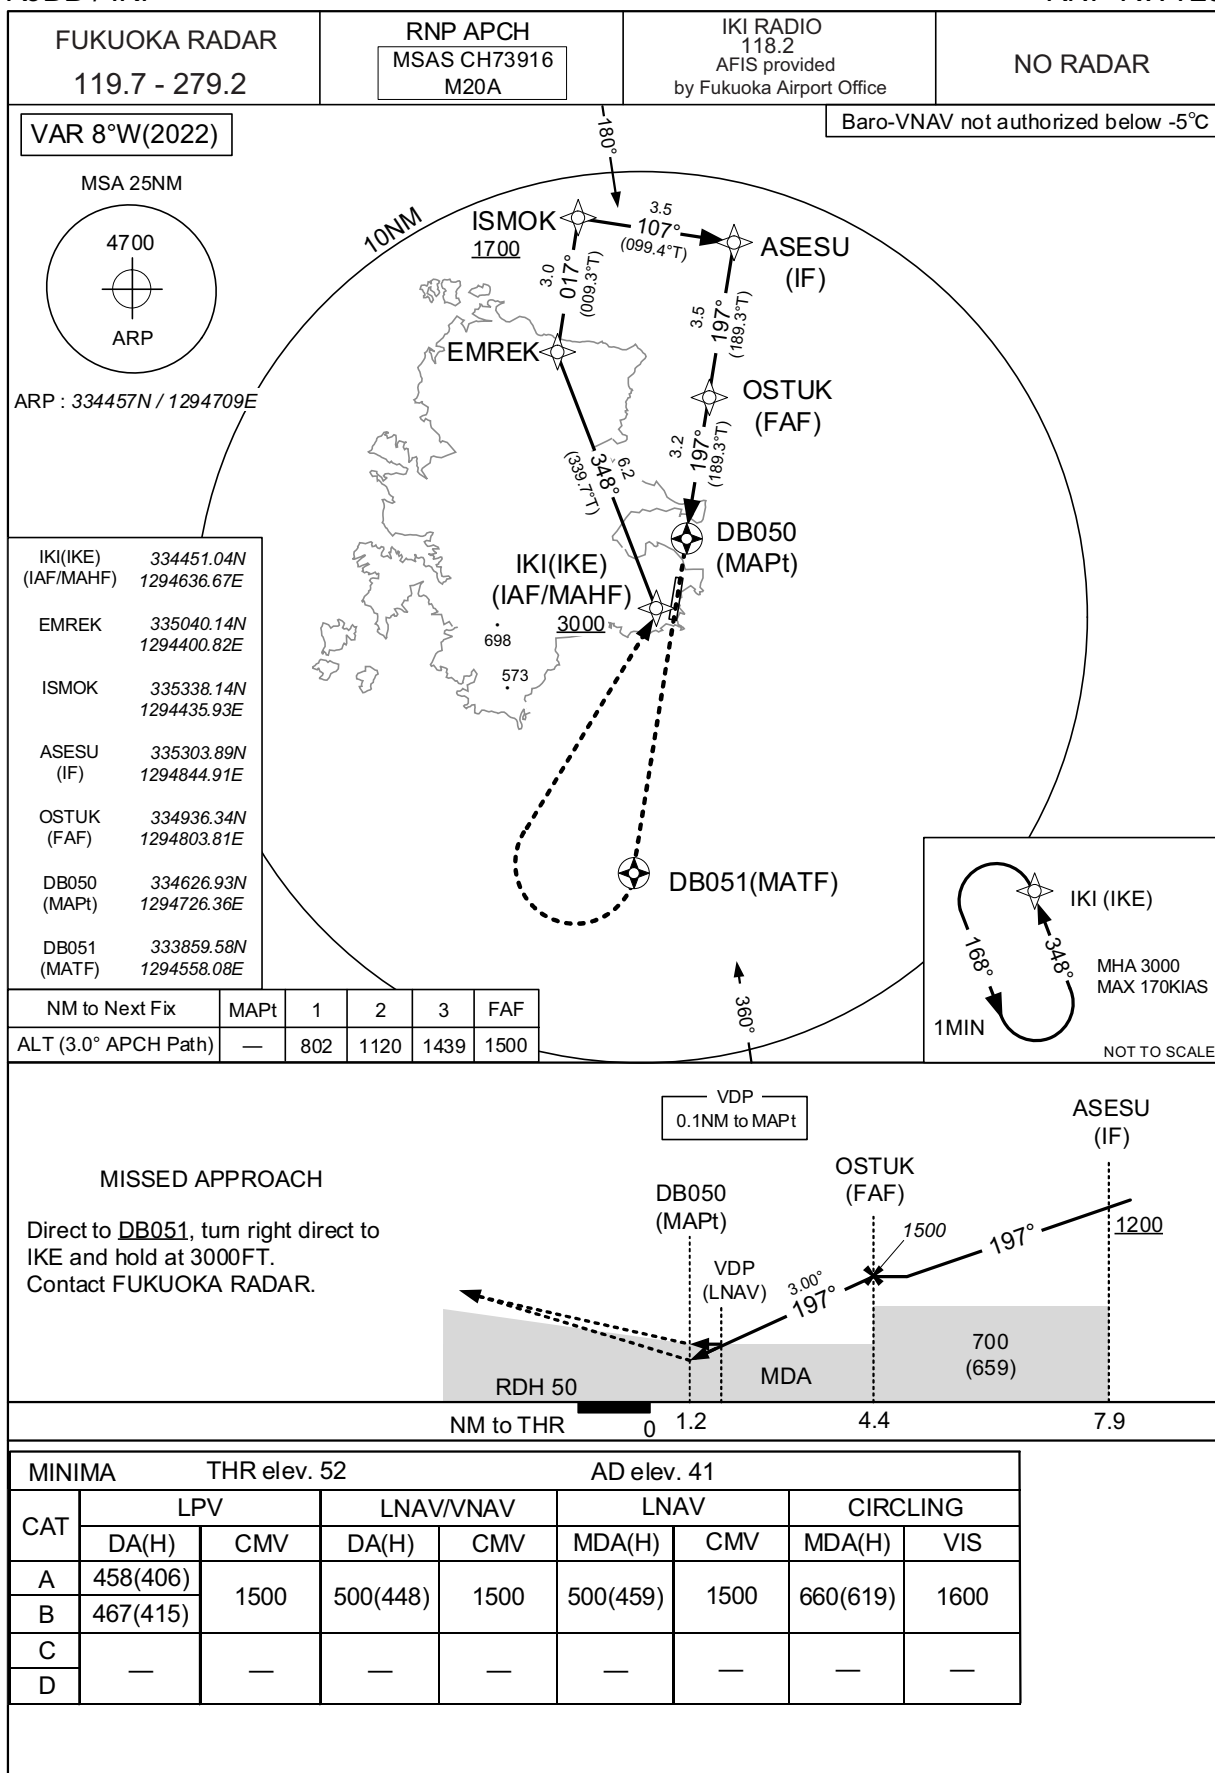 FUKUOKA RADAR
119.7 - 279.2
RNP APCH
MSAS CH73916
M20A
IKI RADIO
118.2
AFIS provided
by Fukuoka Airport Office
NO RADAR
VAR 8°W(2022)
Baro-VNAV not authorized below -5°C
MSA 25NM
4700
ARP
ARP : 334457N / 1294709E
10NM
180°
ISMOK
1700
3.5
107°
(099.4°T)
ASESU
(IF)
3.0
017°
(009.3°T)
3.5
197°
(189.3°T)
EMREK
OSTUK
(FAF)
6.2
348°
(339.7°T)
3.2
197°
(189.3°T)
DB050
(MAPt)
IKI(IKE)
(IAF/MAHF)
3000
698
573
DB051(MATF)
360°
IKI(IKE) 334451.04N
(IAF/MAHF) 1294636.67E
EMREK 335040.14N
1294400.82E
ISMOK 335338.14N
1294435.93E
ASESU 335303.89N
(IF) 1294844.91E
OSTUK 334936.34N
(FAF) 1294803.81E
DB050 334626.93N
(MAPt) 1294726.36E
DB051 333859.58N
(MATF) 1294558.08E
NM to Next Fix MAPt 1 2 3 FAF
ALT (3.0° APCH Path) — 802 1120 1439 1500
IKI (IKE)
168°
348°
MHA 3000
MAX 170KIAS
1MIN
NOT TO SCALE
VDP
0.1NM to MAPt
MISSED APPROACH
Direct to DB051, turn right direct to
IKE and hold at 3000FT.
Contact FUKUOKA RADAR.
DB050
(MAPt)
VDP
(LNAV)
OSTUK
(FAF)
ASESU
(IF)
1500
1200
3.00°
197°
197°
700
(659)
MDA
RDH 50
NM to THR 0 1.2 4.4 7.9
MINIMA THR elev. 52 AD elev. 41
CAT LPV LNAV/VNAV LNAV CIRCLING
DA(H) CMV DA(H) CMV MDA(H) CMV MDA(H) VIS
A 458(406) 1500 500(448) 1500 500(459) 1500 660(619) 1600
B 467(415)
C — — — — — — — —
D